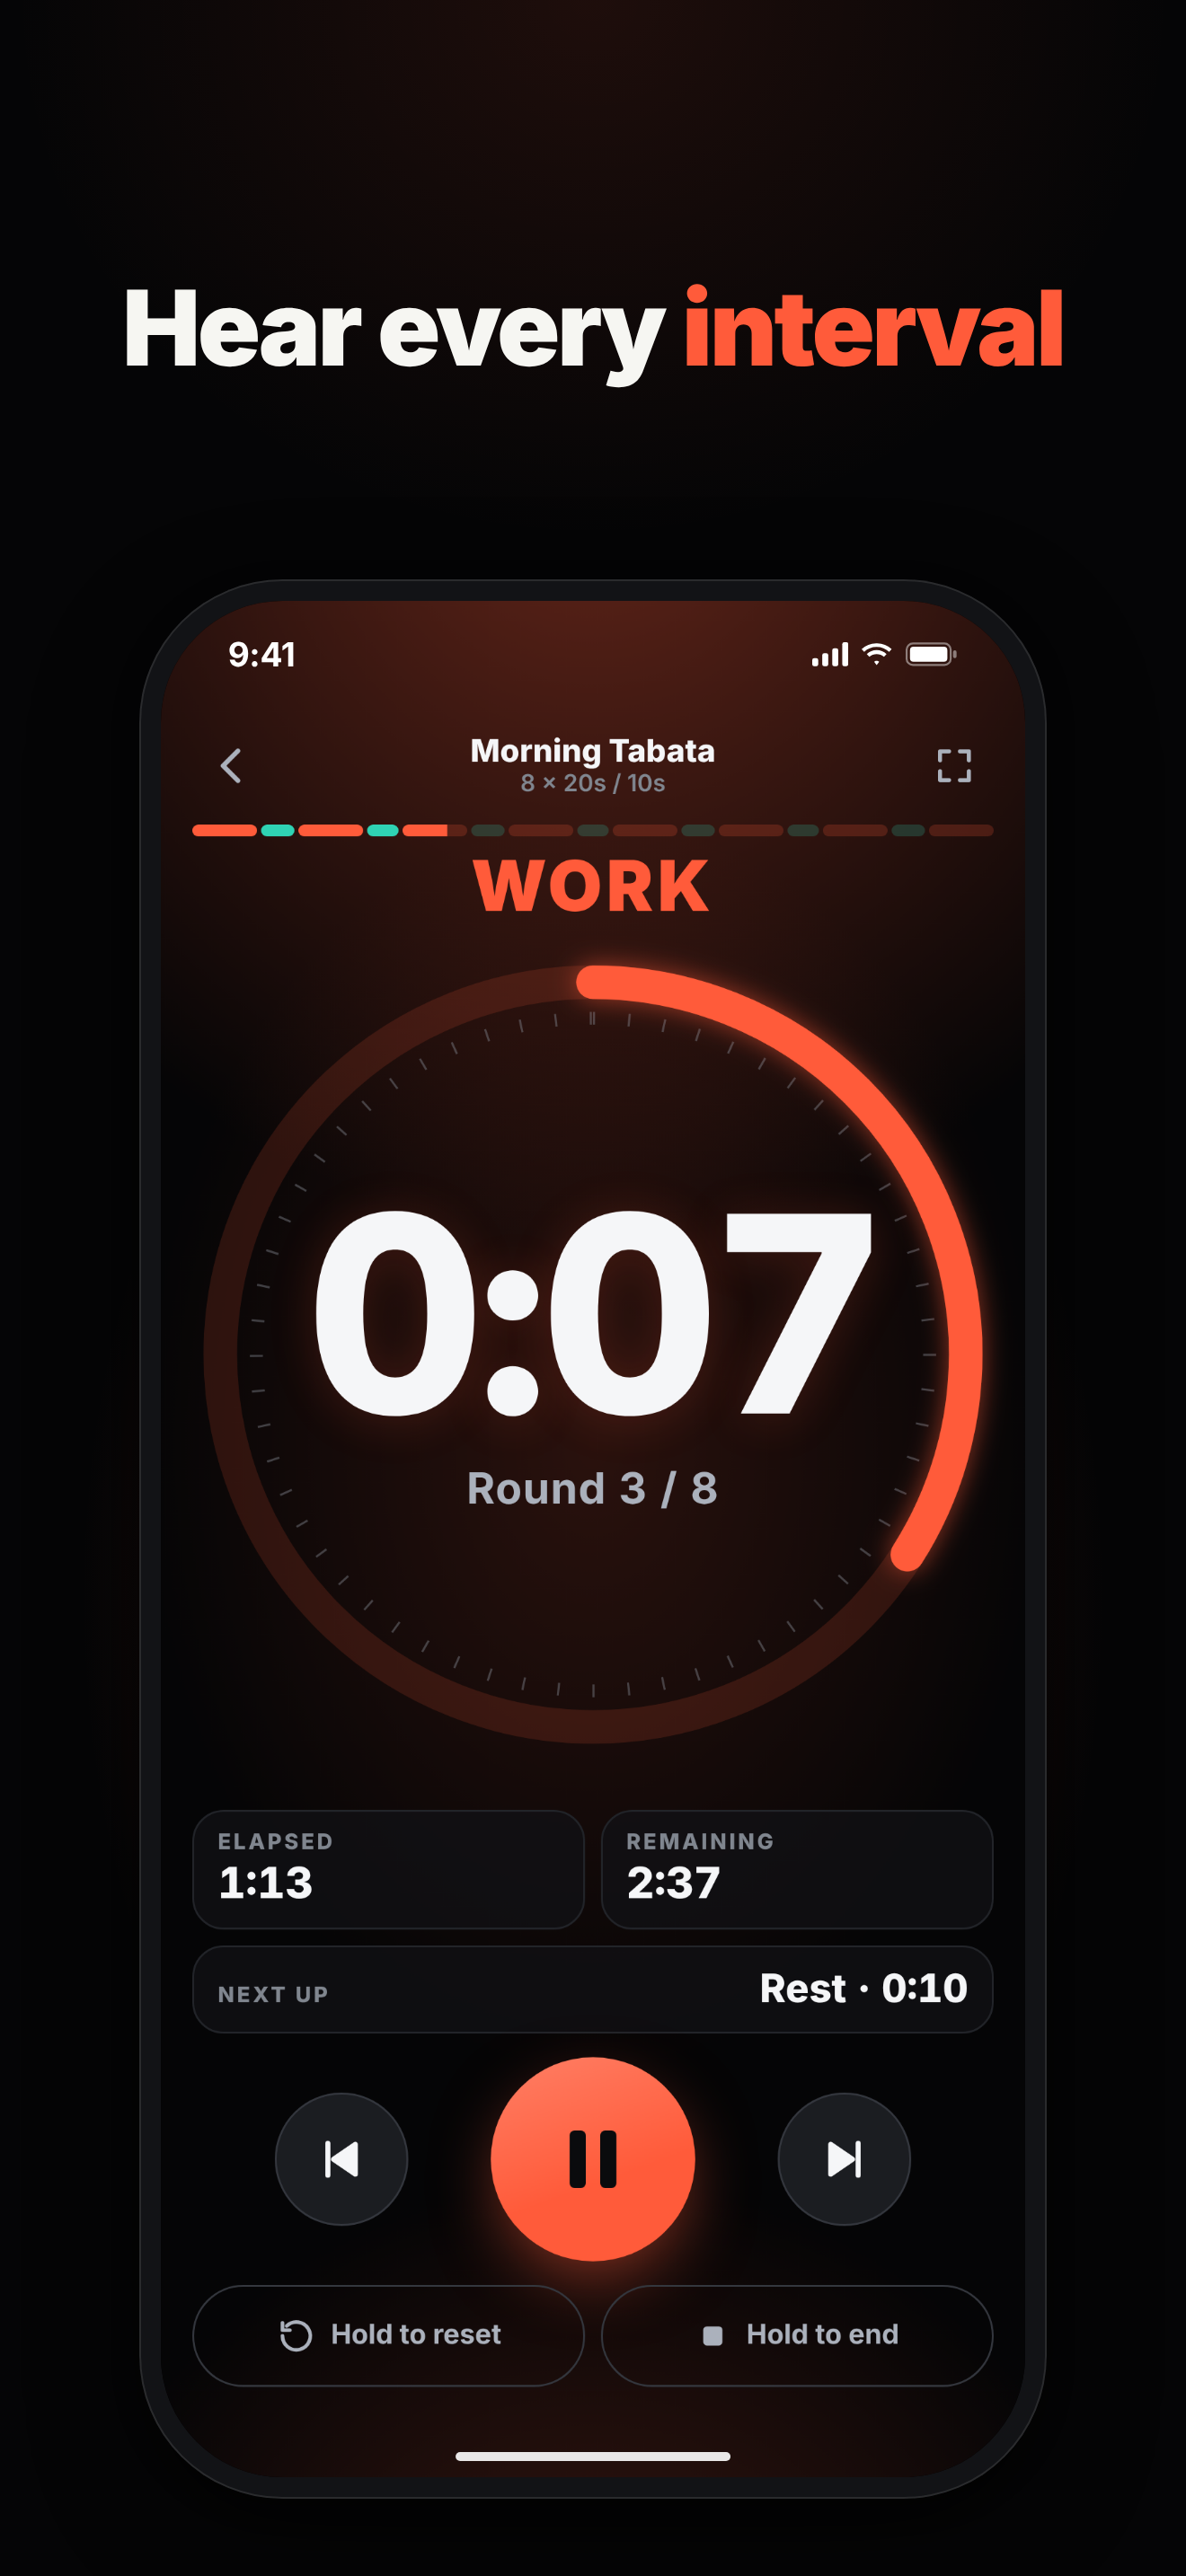 Hear every interval
9:41
Morning Tabata
8 × 20s / 10s
WORK
0:07
Round 3 / 8
ELAPSED
1:13
REMAINING
2:37
NEXT UP
Rest · 0:10
Hold to reset
Hold to end